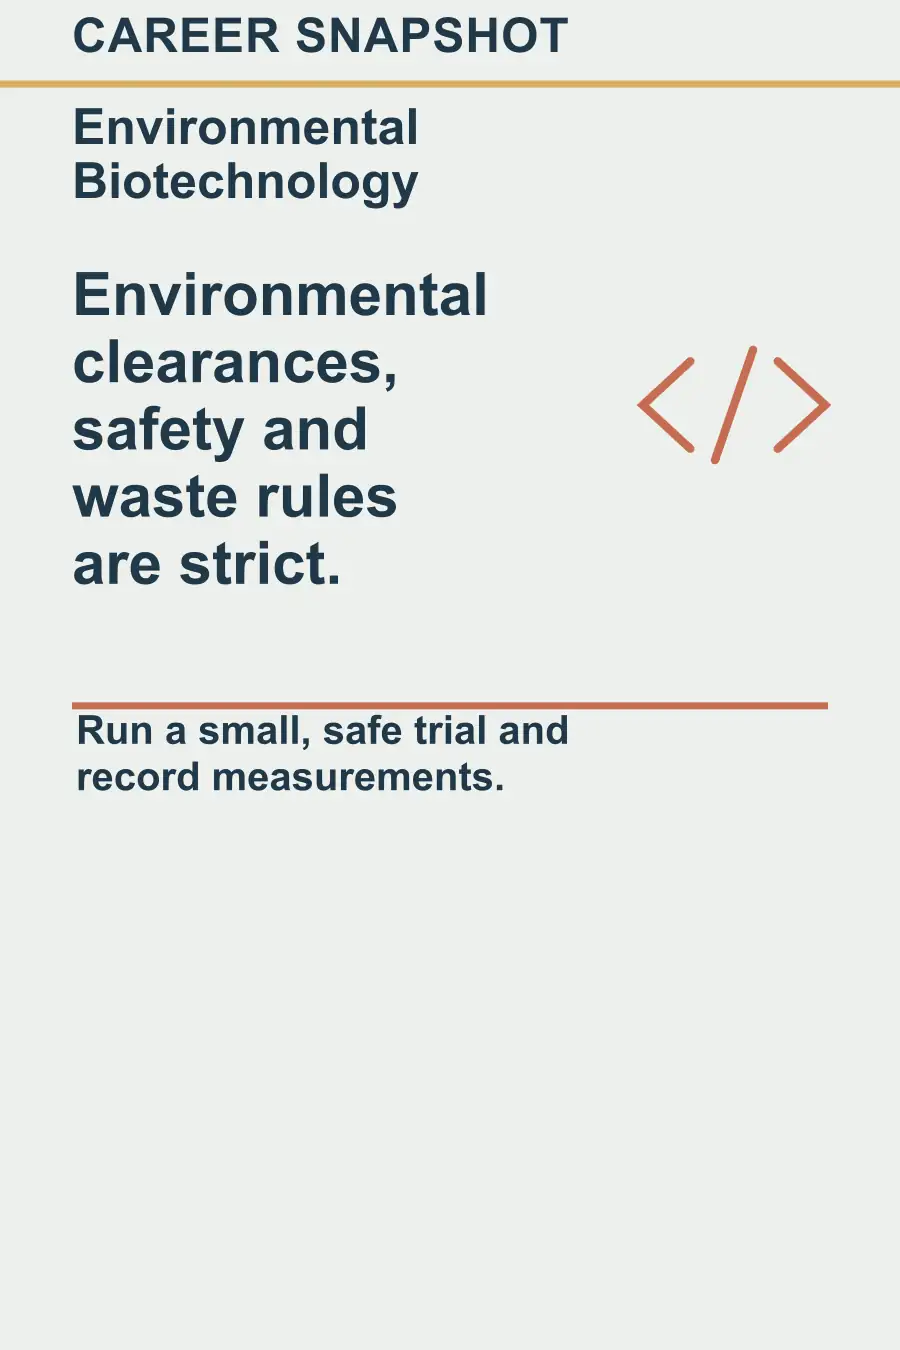 CAREER SNAPSHOT
Environmental
Biotechnology
Environmental
clearances,
safety and
waste rules
are strict.
Run a small, safe trial and
record measurements.